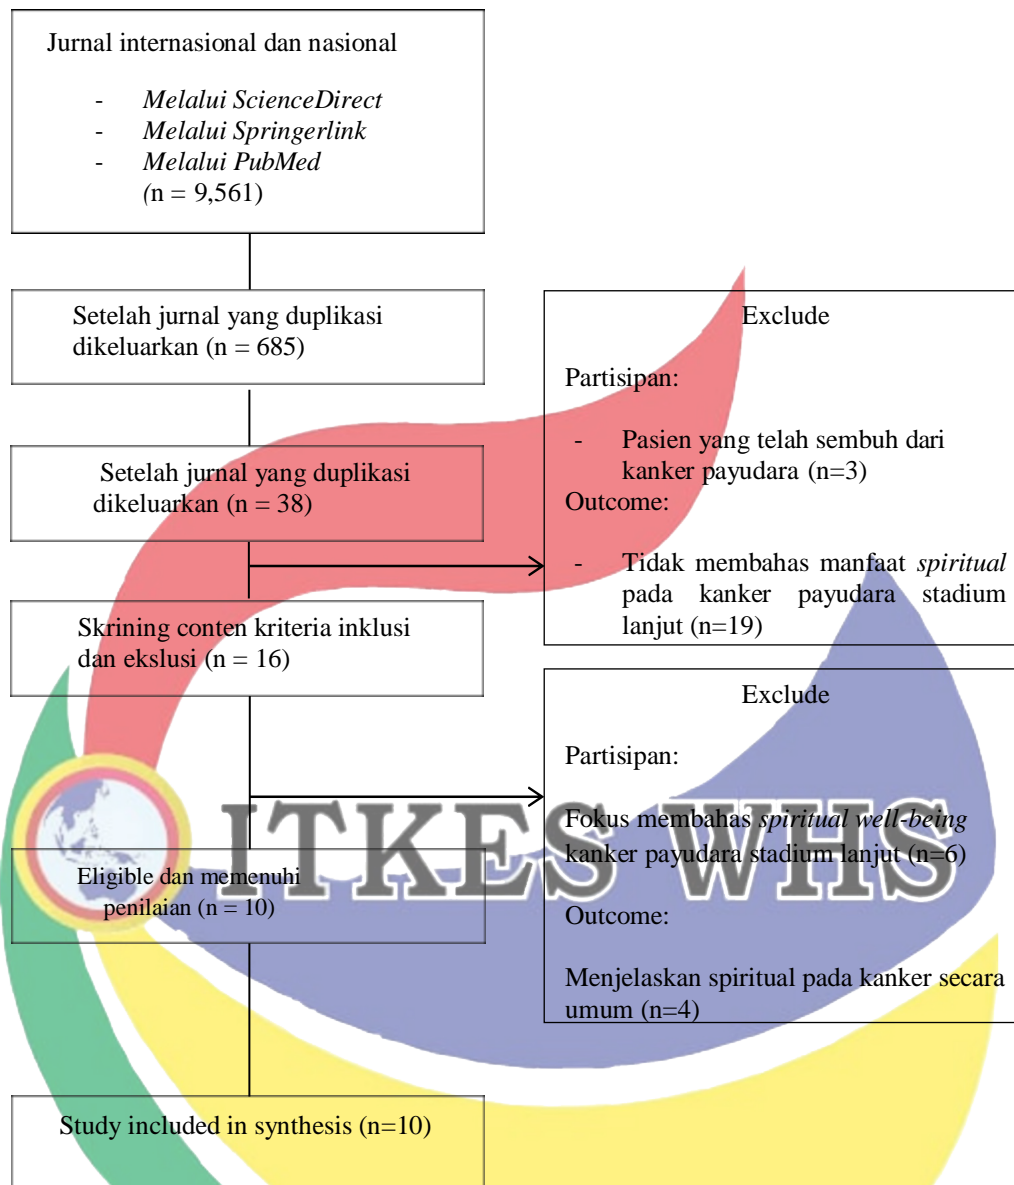 Jurnal internasional dan nasional
- Melalui ScienceDirect
- Melalui Springerlink
- Melalui PubMed
(n = 9,561)
Setelah jurnal yang duplikasi
dikeluarkan (n = 685)
Setelah jurnal yang duplikasi
dikeluarkan (n = 38)
Exclude
Partisipan:
- Pasien yang telah sembuh dari
kanker payudara (n=3)
Outcome:
- Tidak membahas manfaat spiritual
pada kanker payudara stadium
lanjut (n=19)
Skrining conten kriteria inklusi
dan ekslusi (n = 16)
Exclude
Partisipan:
Fokus membahas spiritual well-being
kanker payudara stadium lanjut (n=6)
Outcome:
Menjelaskan spiritual pada kanker secara
umum (n=4)
ITKES WHS
Eligible dan memenuhi
penilaian (n = 10)
Study included in synthesis (n=10)